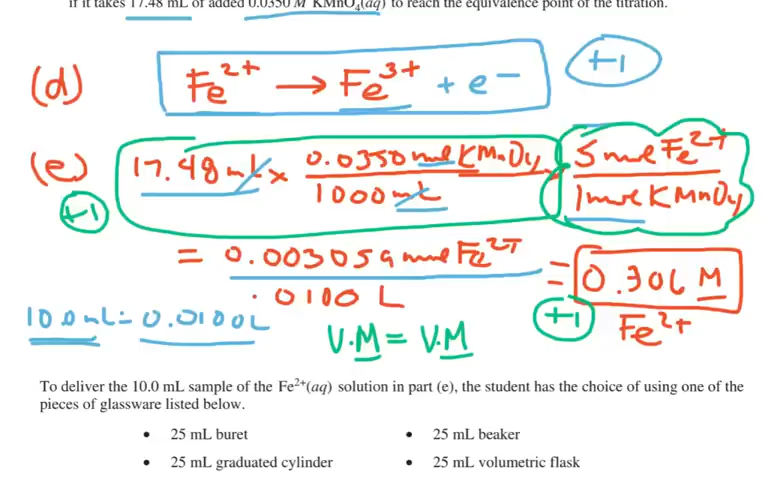 if it takes 17.48 mL of added 0.0350 M KMnO₄(aq) to reach the equivalence point of the titration.
(d) Fe²⁺ → Fe³⁺ + e⁻ +1
(e) 17.48 mL x 0.0350 mol KMnO₄ / 1000 mL 5 mol Fe²⁺ / 1 mol KMnO₄
+1
= 0.003059 mol Fe²⁺ / .0100 L = 0.306 M Fe²⁺
10.0 mL = 0.0100 L
V.M = V.M +1
To deliver the 10.0 mL sample of the Fe²⁺(aq) solution in part (e), the student has the choice of using one of the
pieces of glassware listed below.
• 25 mL buret • 25 mL beaker
• 25 mL graduated cylinder • 25 mL volumetric flask